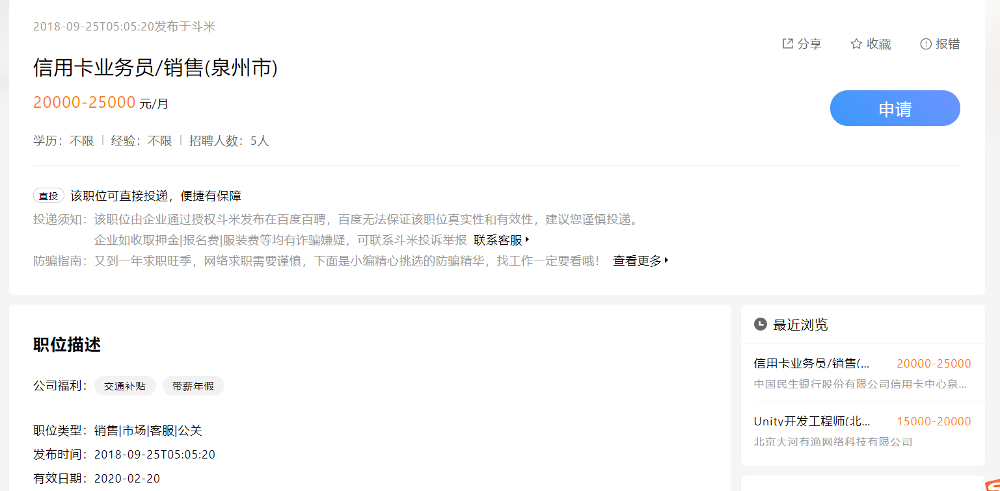 2018-09-25T05:05:20发布于斗米
分享 收藏 报错
信用卡业务员/销售(泉州市)
20000-25000 元/月
申请
学历：不限 | 经验：不限 | 招聘人数：5人
直投 该职位可直接投递，便捷有保障
投递须知：该职位由企业通过授权斗米发布在百度百聘，百度无法保证该职位真实性和有效性，建议您谨慎投递。
企业如收取押金|报名费|服装费等均有诈骗嫌疑，可联系斗米投诉举报 联系客服
防骗指南：又到一年求职旺季，网络求职需要谨慎，下面是小编精心挑选的防骗精华，找工作一定要看哦！ 查看更多
职位描述
公司福利： 交通补贴 带薪年假
职位类型：销售|市场|客服|公关
发布时间：2018-09-25T05:05:20
有效日期：2020-02-20
最近浏览
信用卡业务员/销售(... 20000-25000
中国民生银行股份有限公司信用卡中心泉...
Unity开发工程师(北... 15000-20000
北京大河有渔网络科技有限公司